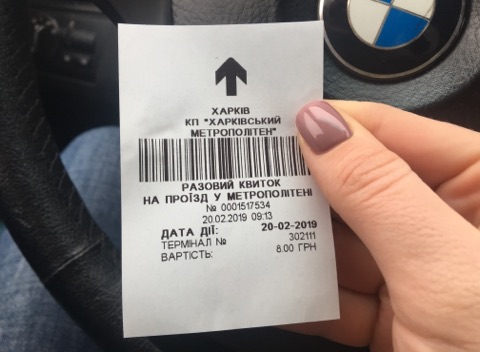 ХАРКІВ
КП "ХАРКІВСЬКИЙ
МЕТРОПОЛІТЕН"
РАЗОВИЙ КВИТОК
НА ПРОЇЗД У МЕТРОПОЛІТЕНІ
№ 0001517534
20.02.2019 09:13
ДАТА ДІЇ: 20-02-2019
ТЕРМІНАЛ № 302111
ВАРТІСТЬ: 8.00 ГРН